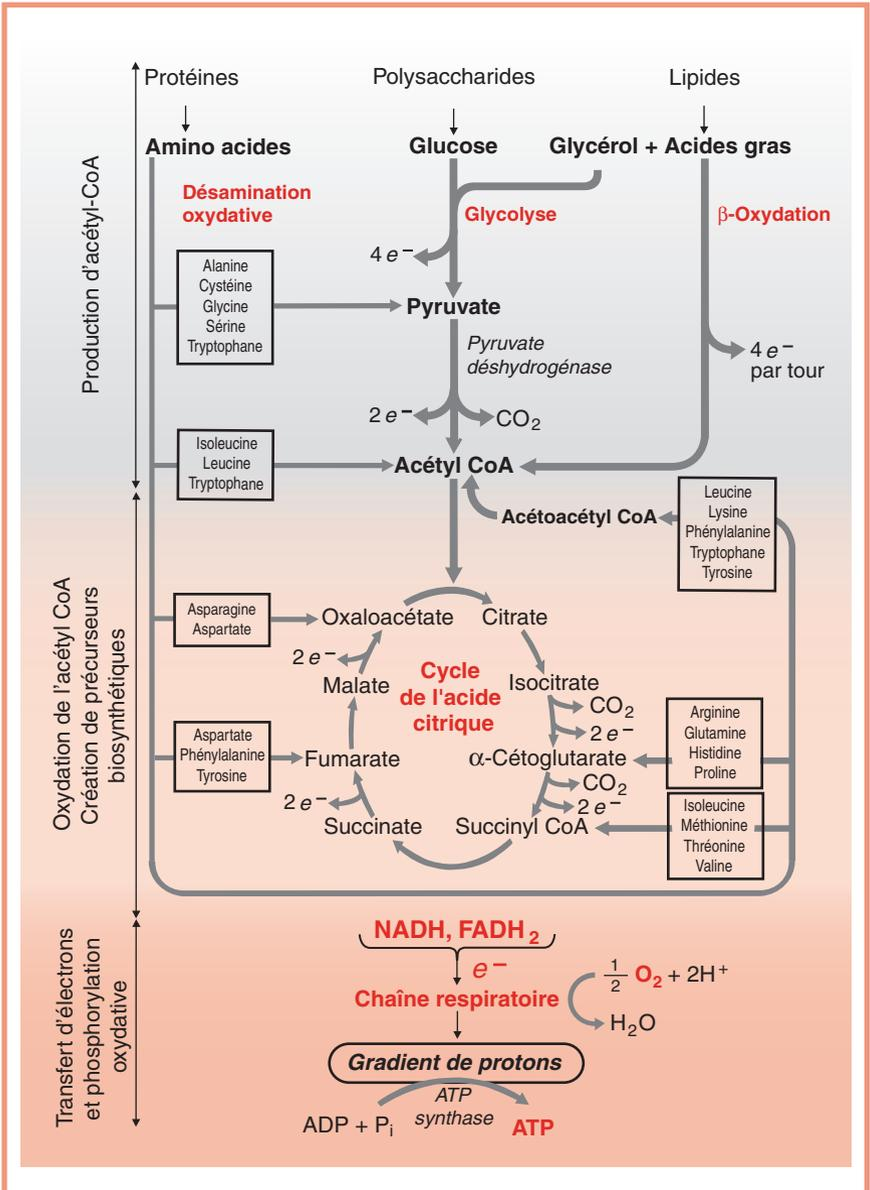 Protéines
Polysaccharides
Lipides
Amino acides
Glucose
Glycérol + Acides gras
Désamination
oxydative
Glycolyse
β-Oxydation
4 e−
Alanine
Cystéine
Glycine
Sérine
Tryptophane
Pyruvate
Pyruvate
déshydrogénase
4 e−
par tour
2 e−
CO2
Isoleucine
Leucine
Tryptophane
Acétyl CoA
Acétoacétyl CoA
Leucine
Lysine
Phénylalanine
Tryptophane
Tyrosine
Production d'acétyl-CoA
Asparagine
Aspartate
Oxaloacétate
Citrate
2 e−
Malate
Cycle
de l'acide
citrique
Isocitrate
CO2
2 e−
Arginine
Glutamine
Histidine
Proline
Aspartate
Phénylalanine
Tyrosine
Fumarate
α-Cétoglutarate
CO2
2 e−
2 e−
Succinate
Succinyl CoA
Isoleucine
Méthionine
Thréonine
Valine
Oxydation de l'acétyl CoA
Création de précurseurs
biosynthétiques
NADH, FADH2
e−
Chaîne respiratoire
1/2 O2 + 2H+
H2O
Gradient de protons
ATP
synthase
ADP + Pi
ATP
Transfert d'électrons
et phosphorylation
oxydative